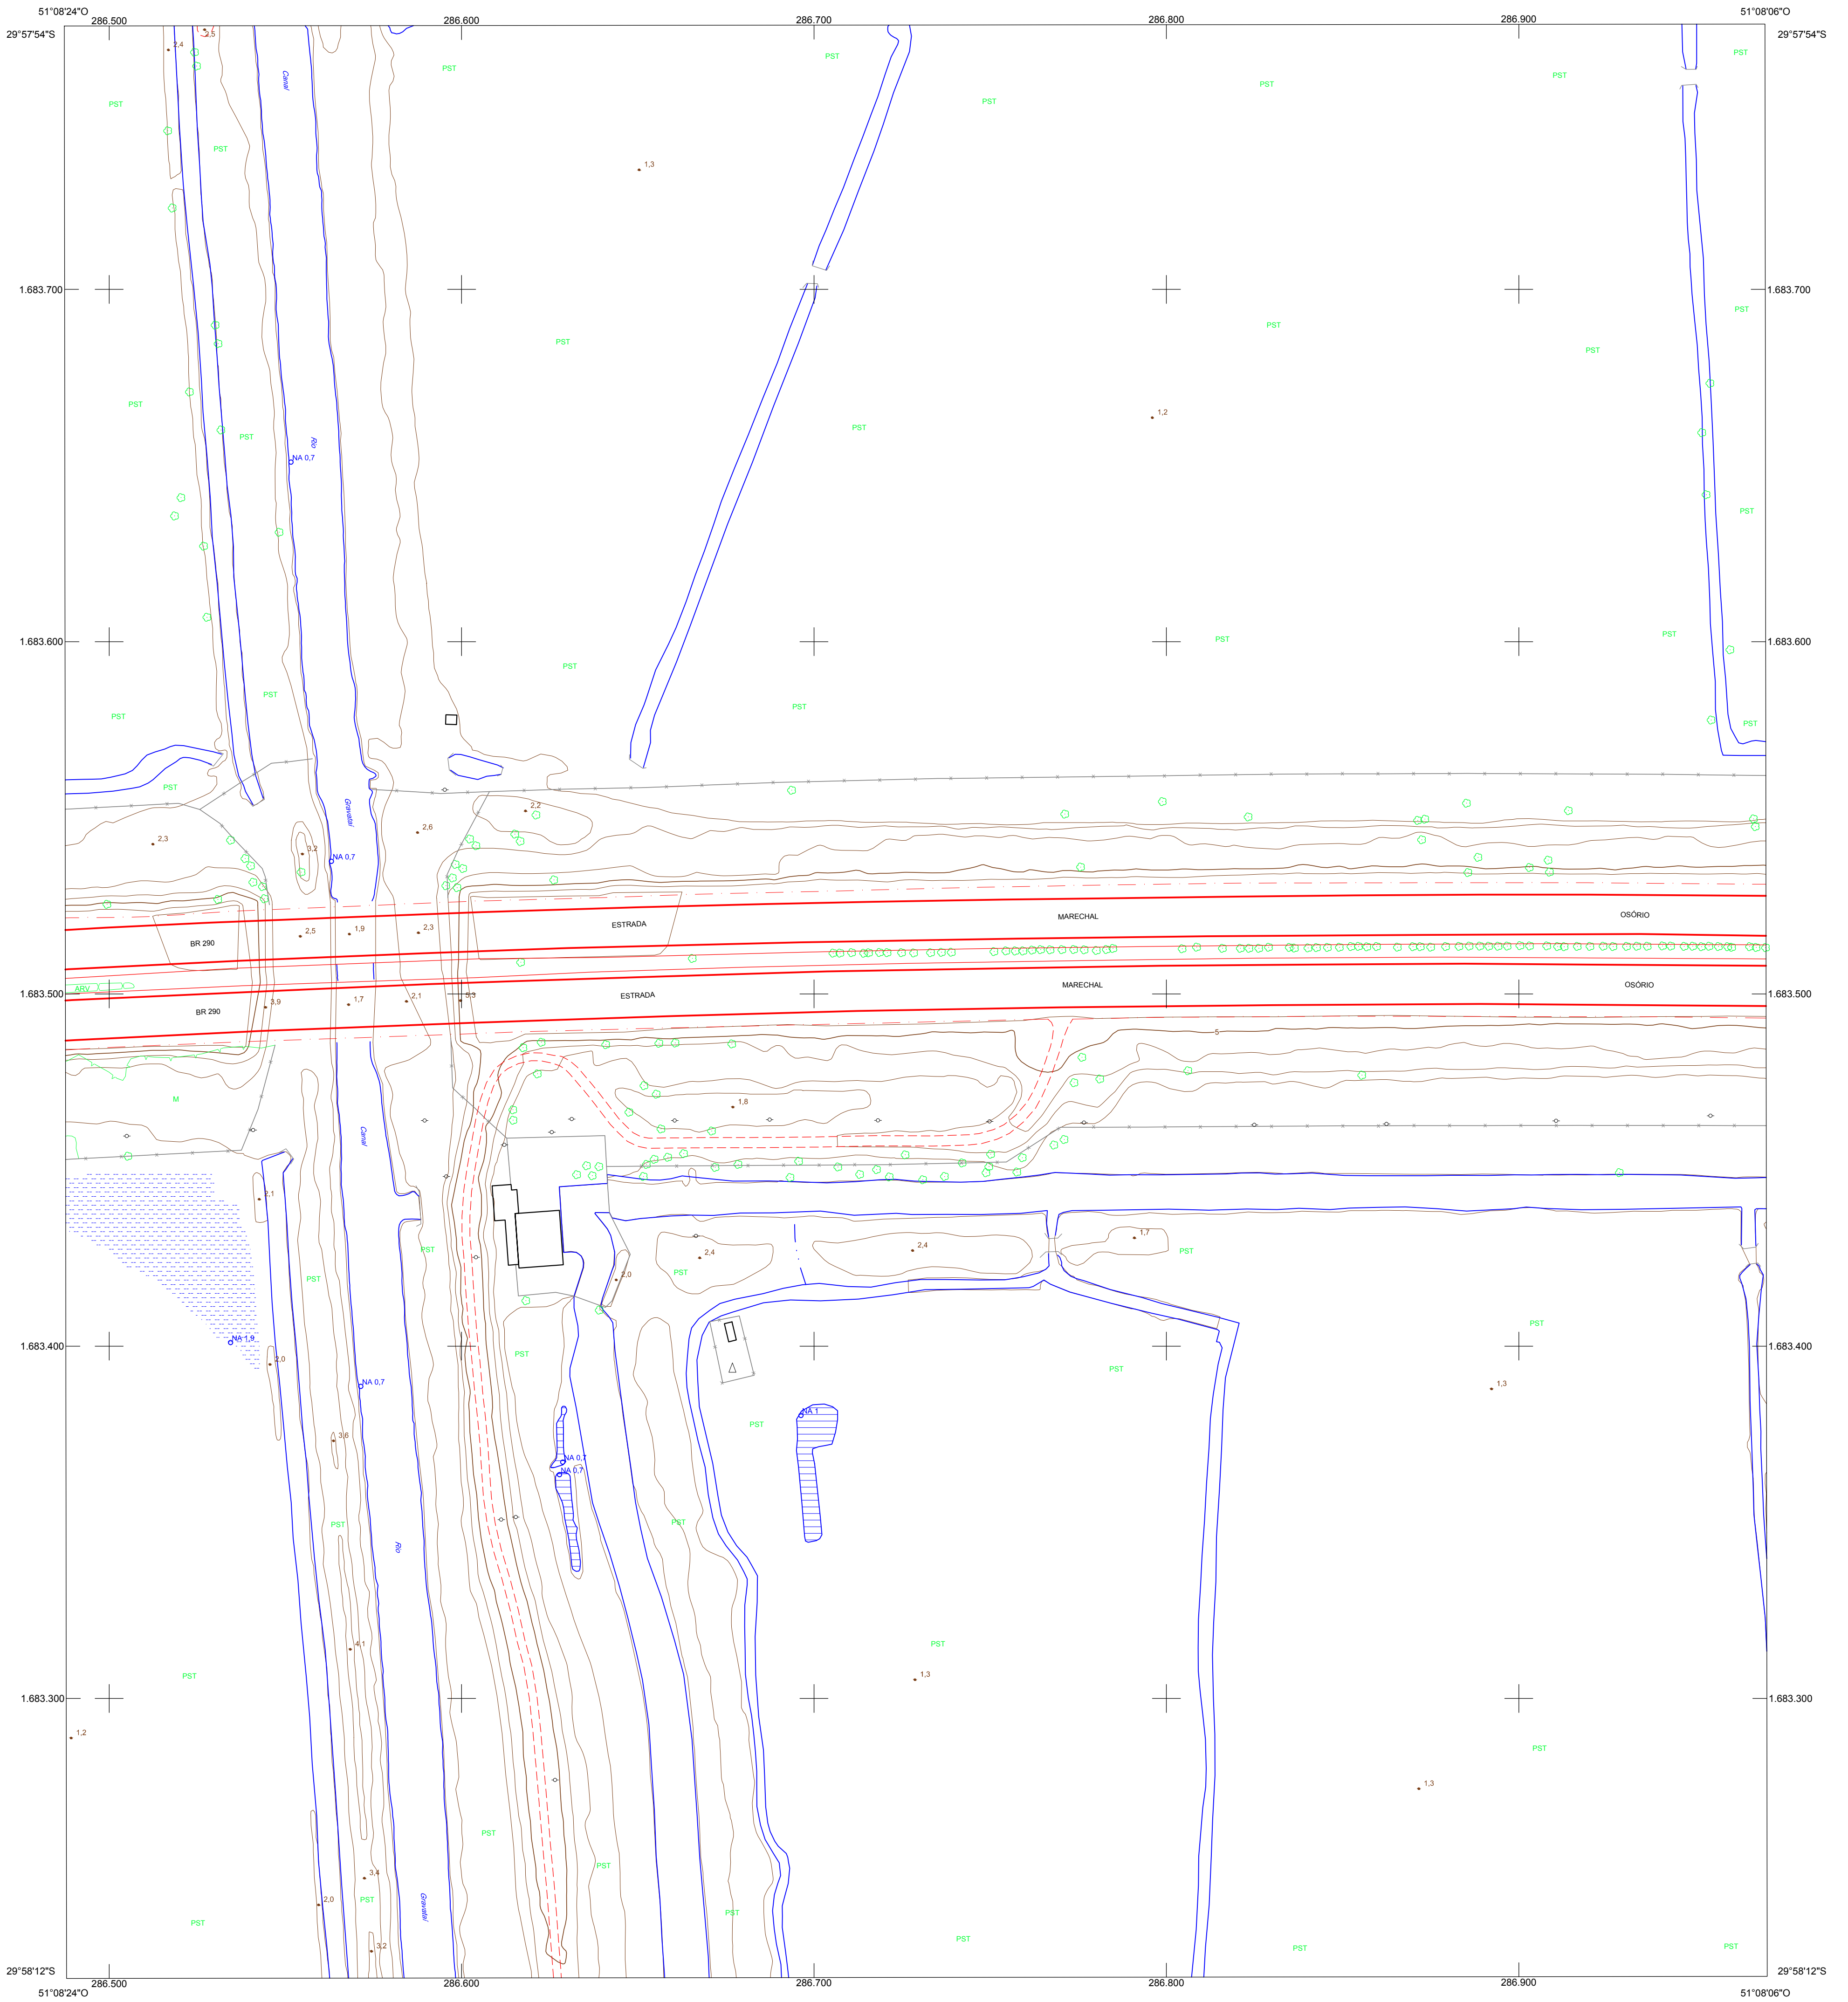 51°08'24"O
51°08'06"O
286.500
286.600
286.700
286.800
286.900
29°57'54"S
29°57'54"S
2,4
2,5
PST
PST
PST
PST
PST
PST
Canal
PST
PST
1,3
1.683.700
1.683.700
PST
PST
PST
PST
PST
1,2
PST
PST
Rio
NA 0,7
PST
1.683.600
1.683.600
PST
PST
PST
PST
PST
PST
PST
PST
Gravataí
2,2
2,6
2,3
3,2
NA 0,7
BR 290
2,5
1,9
2,3
ESTRADA
MARECHAL
OSÓRIO
ARV
1.683.500
1.683.500
3,9
1,7
2,1
5,3
ESTRADA
MARECHAL
OSÓRIO
BR 290
5
M
1,8
Canal
2,1
PST
PST
2,0
2,4
PST
2,4
1,7
PST
PST
NA 1,9
1.683.400
1.683.400
2,0
PST
PST
NA 0,7
1,3
NA 1
PST
3,6
NA 0,7
NA 0,7
PST
PST
Rio
4,1
PST
PST
1,3
1.683.300
1.683.300
1,2
PST
1,3
PST
PST
3,4
PST
2,0
Gravataí
PST
PST
PST
PST
PST
3,2
29°58'12"S
29°58'12"S
286.500
286.600
286.700
286.800
286.900
51°08'24"O
51°08'06"O